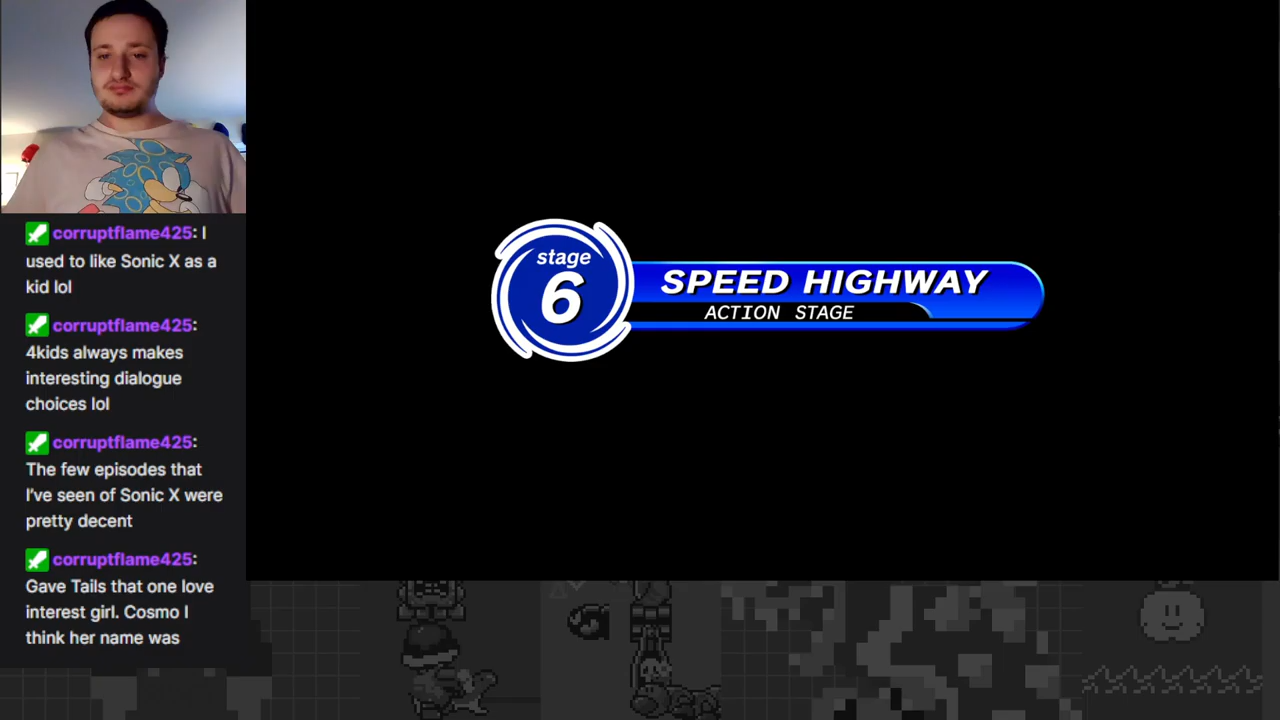 corruptflame425: I
used to like Sonic X as a
kid lol
corruptflame425:
4kids always makes
interesting dialogue
choices lol
corruptflame425:
The few episodes that
I've seen of Sonic X were
pretty decent
corruptflame425:
Gave Tails that one love
interest girl. Cosmo I
think her name was
stage
6
SPEED HIGHWAY
ACTION STAGE